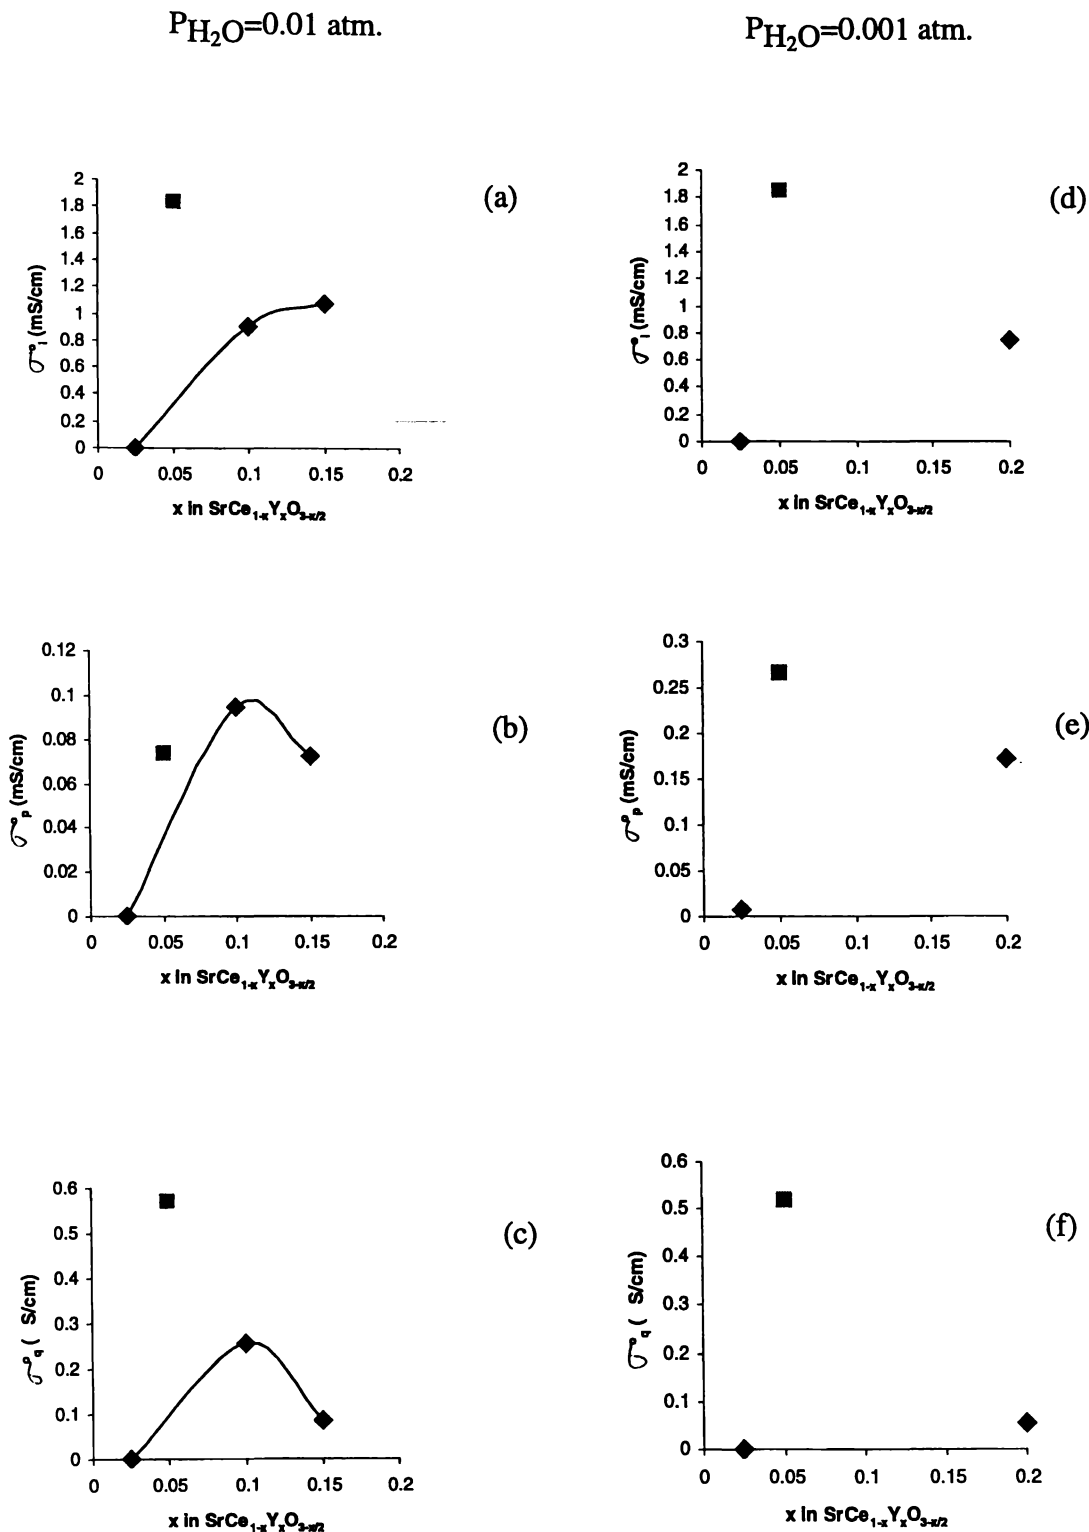 P_H₂O=0.01 atm.
P_H₂O=0.001 atm.
(a)
2
1.8
1.6
1.4
1.2
1
0.8
0.6
0.4
0.2
0
σ°ᵢ (mS/cm)
0 0.05 0.1 0.15 0.2
x in SrCe₁₋ₓYₓO₃₋ₓ/₂
(d)
2
1.8
1.6
1.4
1.2
1
0.8
0.6
0.4
0.2
0
σ°ᵢ (mS/cm)
0 0.05 0.1 0.15 0.2
x in SrCe₁₋ₓYₓO₃₋ₓ/₂
(b)
0.12
0.1
0.08
0.06
0.04
0.02
0
σ°ₚ (mS/cm)
0 0.05 0.1 0.15 0.2
x in SrCe₁₋ₓYₓO₃₋ₓ/₂
(e)
0.3
0.25
0.2
0.15
0.1
0.05
0
σ°ₚ (mS/cm)
0 0.05 0.1 0.15 0.2
x in SrCe₁₋ₓYₓO₃₋ₓ/₂
(c)
0.6
0.5
0.4
0.3
0.2
0.1
0
σ°q ( S/cm)
0 0.05 0.1 0.15 0.2
x in SrCe₁₋ₓYₓO₃₋ₓ/₂
(f)
0.6
0.5
0.4
0.3
0.2
0.1
0
σ°q ( S/cm)
0 0.05 0.1 0.15 0.2
x in SrCe₁₋ₓYₓO₃₋ₓ/₂